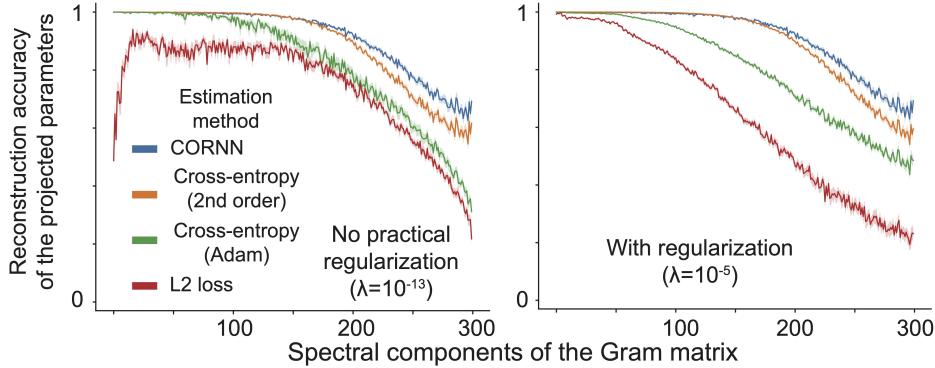 Reconstruction accuracy
of the projected parameters
1
0
Estimation
method
CORNN
Cross-entropy
(2nd order)
Cross-entropy
(Adam)
L2 loss
No practical
regularization
(λ=10⁻¹³)
100
200
300
1
0
With regularization
(λ=10⁻⁵)
100
200
300
Spectral components of the Gram matrix